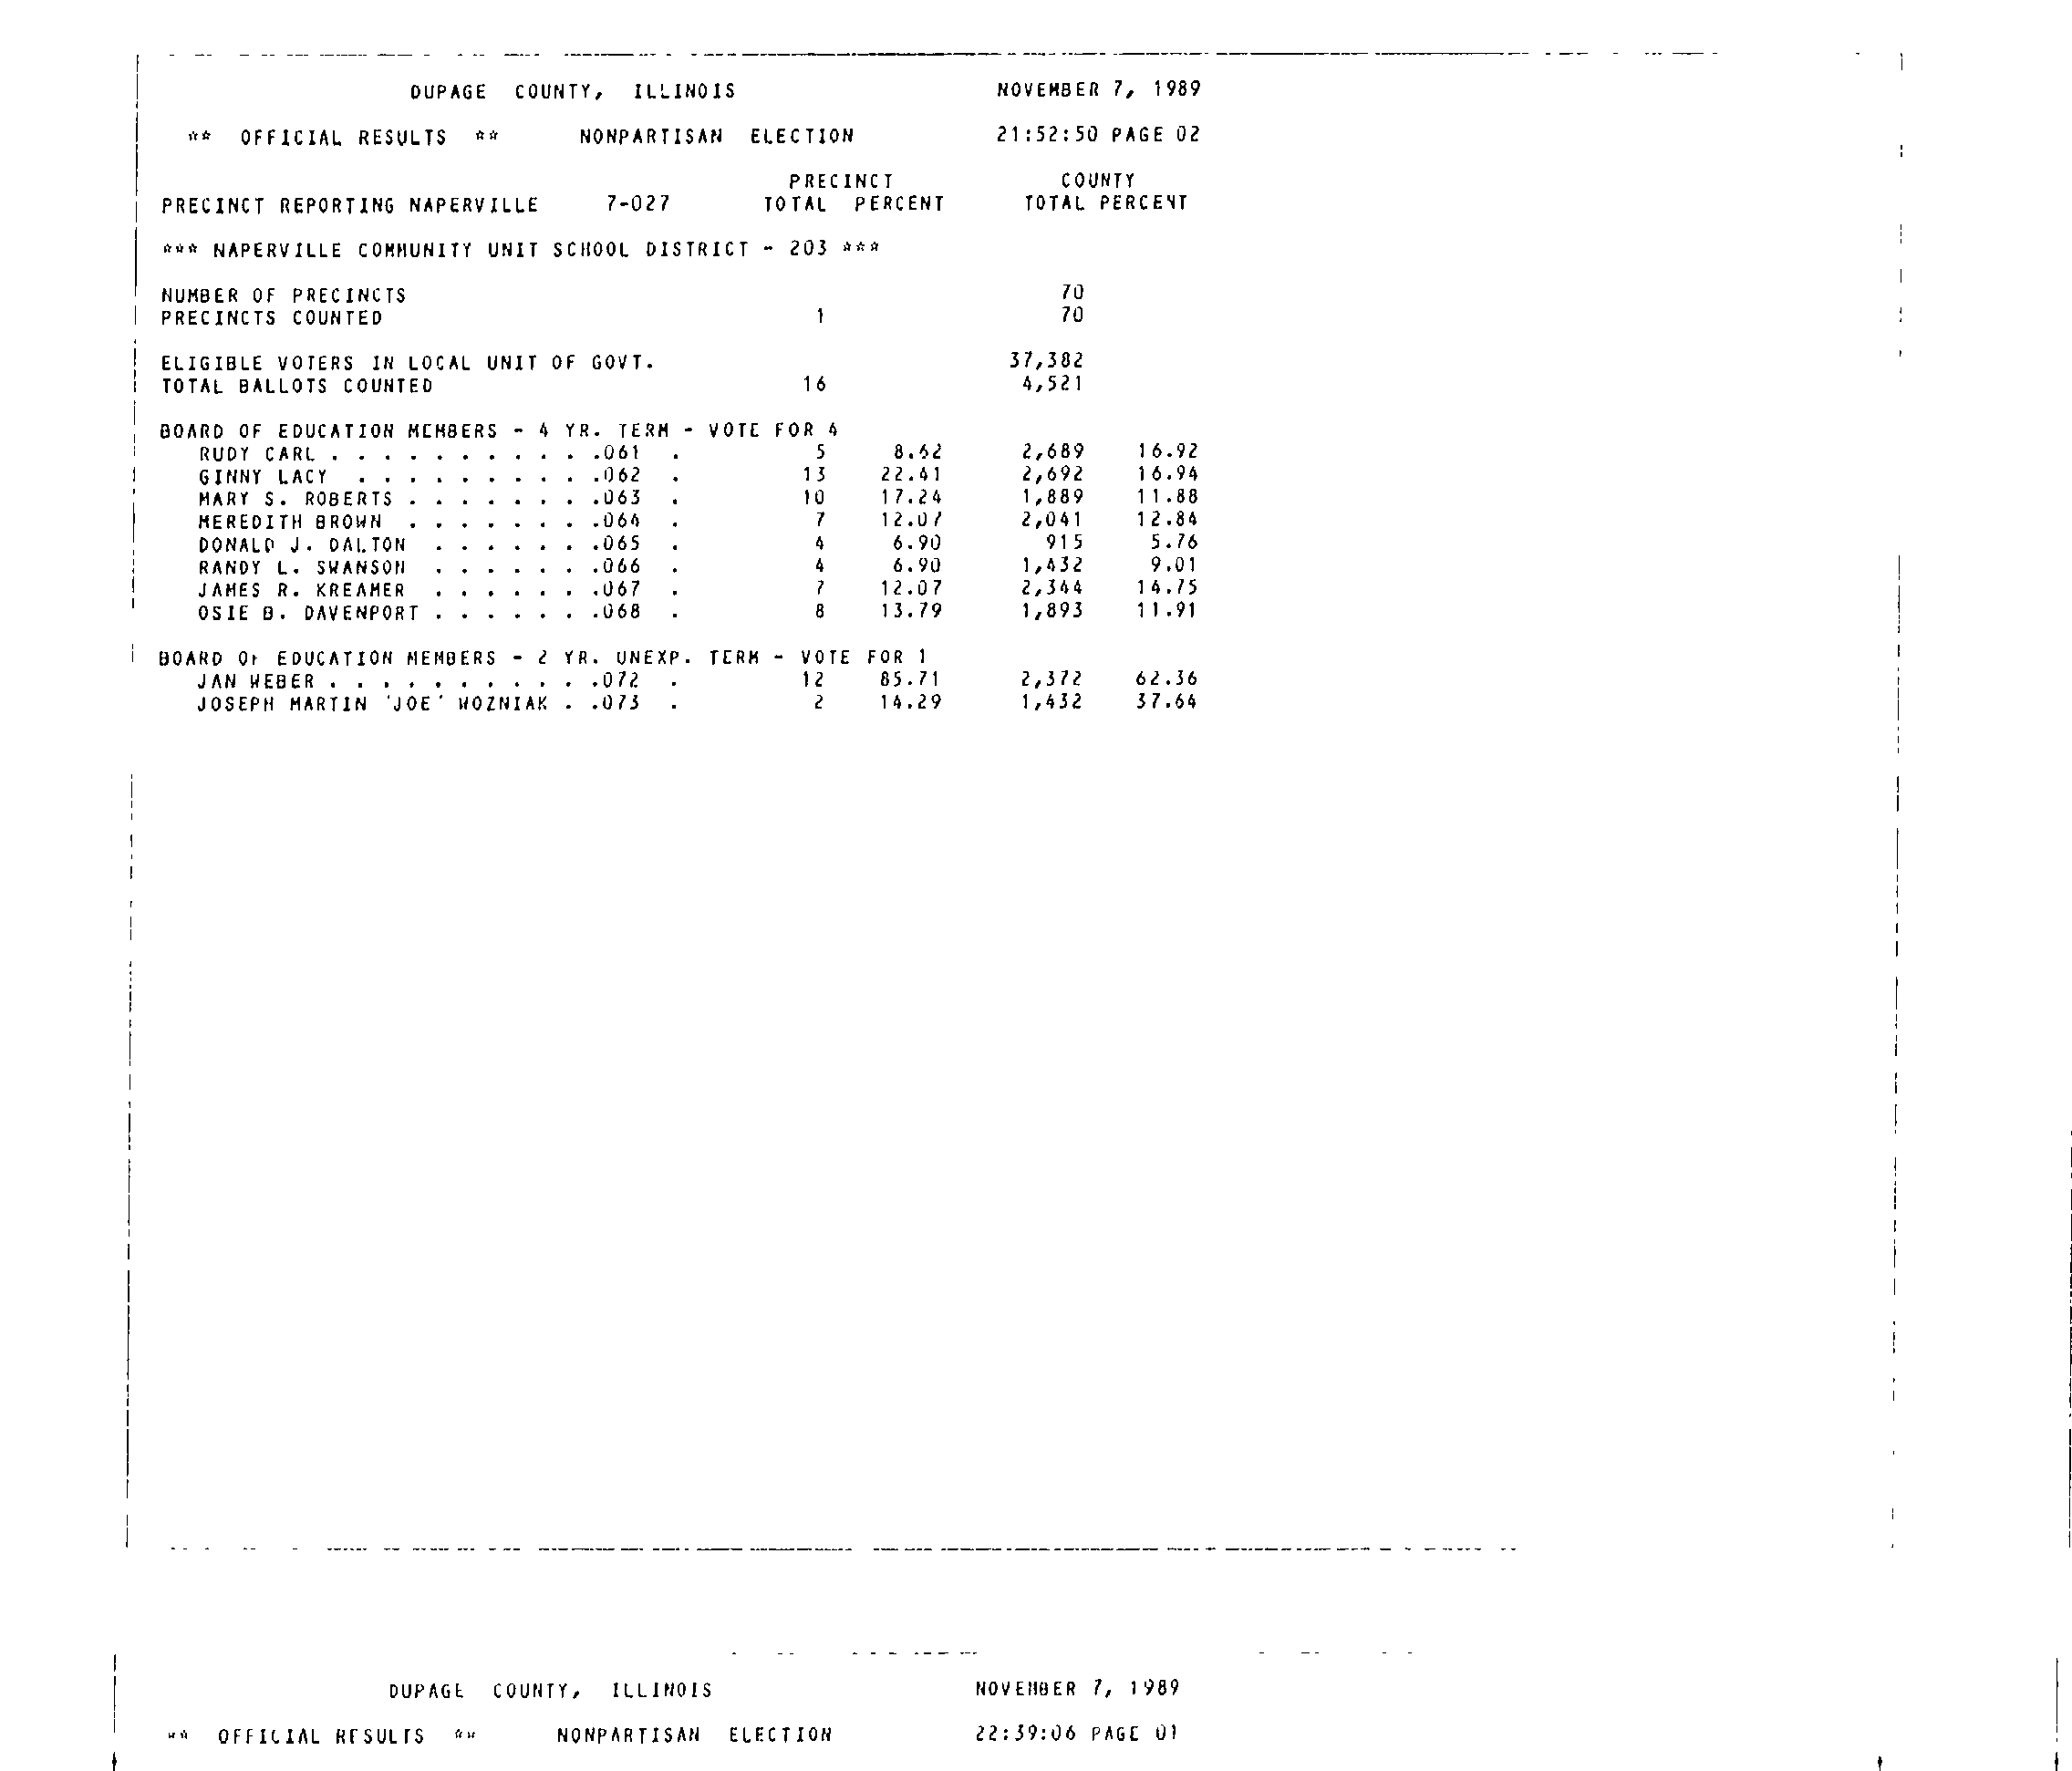 DUPAGE COUNTY, ILLINOIS NOVEMBER 7, 1989
** OFFICIAL RESULTS ** NONPARTISAN ELECTION 21:52:50 PAGE 02
PRECINCT COUNTY
PRECINCT REPORTING NAPERVILLE 7-027 TOTAL PERCENT TOTAL PERCENT
*** NAPERVILLE COMMUNITY UNIT SCHOOL DISTRICT - 203 ***
NUMBER OF PRECINCTS 70
PRECINCTS COUNTED 1 70
ELIGIBLE VOTERS IN LOCAL UNIT OF GOVT. 37,382
TOTAL BALLOTS COUNTED 16 4,521
BOARD OF EDUCATION MEMBERS - 4 YR. TERM - VOTE FOR 4
RUDY CARL . . . . . . . . . . .061 . 5 8.62 2,689 16.92
GINNY LACY . . . . . . . . . .062 . 13 22.41 2,692 16.94
MARY S. ROBERTS . . . . . . . .063 . 10 17.24 1,889 11.88
MEREDITH BROWN . . . . . . . .064 . 7 12.07 2,041 12.84
DONALD J. DALTON . . . . . . .065 . 4 6.90 915 5.76
RANDY L. SWANSON . . . . . . .066 . 4 6.90 1,432 9.01
JAMES R. KREAMER . . . . . . .067 . 7 12.07 2,344 14.75
OSIE B. DAVENPORT . . . . . . .068 . 8 13.79 1,893 11.91
BOARD OF EDUCATION MEMBERS - 2 YR. UNEXP. TERM - VOTE FOR 1
JAN WEBER . . . . . . . . . . .072 . 12 85.71 2,372 62.36
JOSEPH MARTIN 'JOE' WOZNIAK . .073 . 2 14.29 1,432 37.64
DUPAGE COUNTY, ILLINOIS NOVEMBER 7, 1989
** OFFICIAL RESULTS ** NONPARTISAN ELECTION 22:39:06 PAGE 01